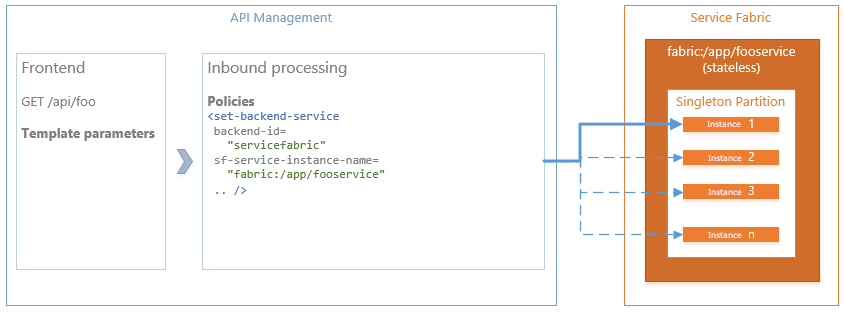 API Management
Frontend
GET /api/foo
Template parameters
Inbound processing
Policies
<set-backend-service
backend-id=
"servicefabric"
sf-service-instance-name=
"fabric:/app/fooservice"
.. />
Service Fabric
fabric:/app/fooservice
(stateless)
Singleton Partition
Instance 1
Instance 2
Instance 3
Instance n